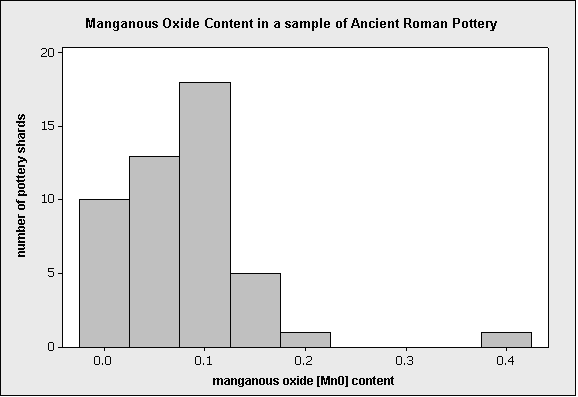 Manganous Oxide Content in a sample of Ancient Roman Pottery
20
15
10
5
0
number of pottery shards
0.0 0.1 0.2 0.3 0.4
manganous oxide [Mn0] content